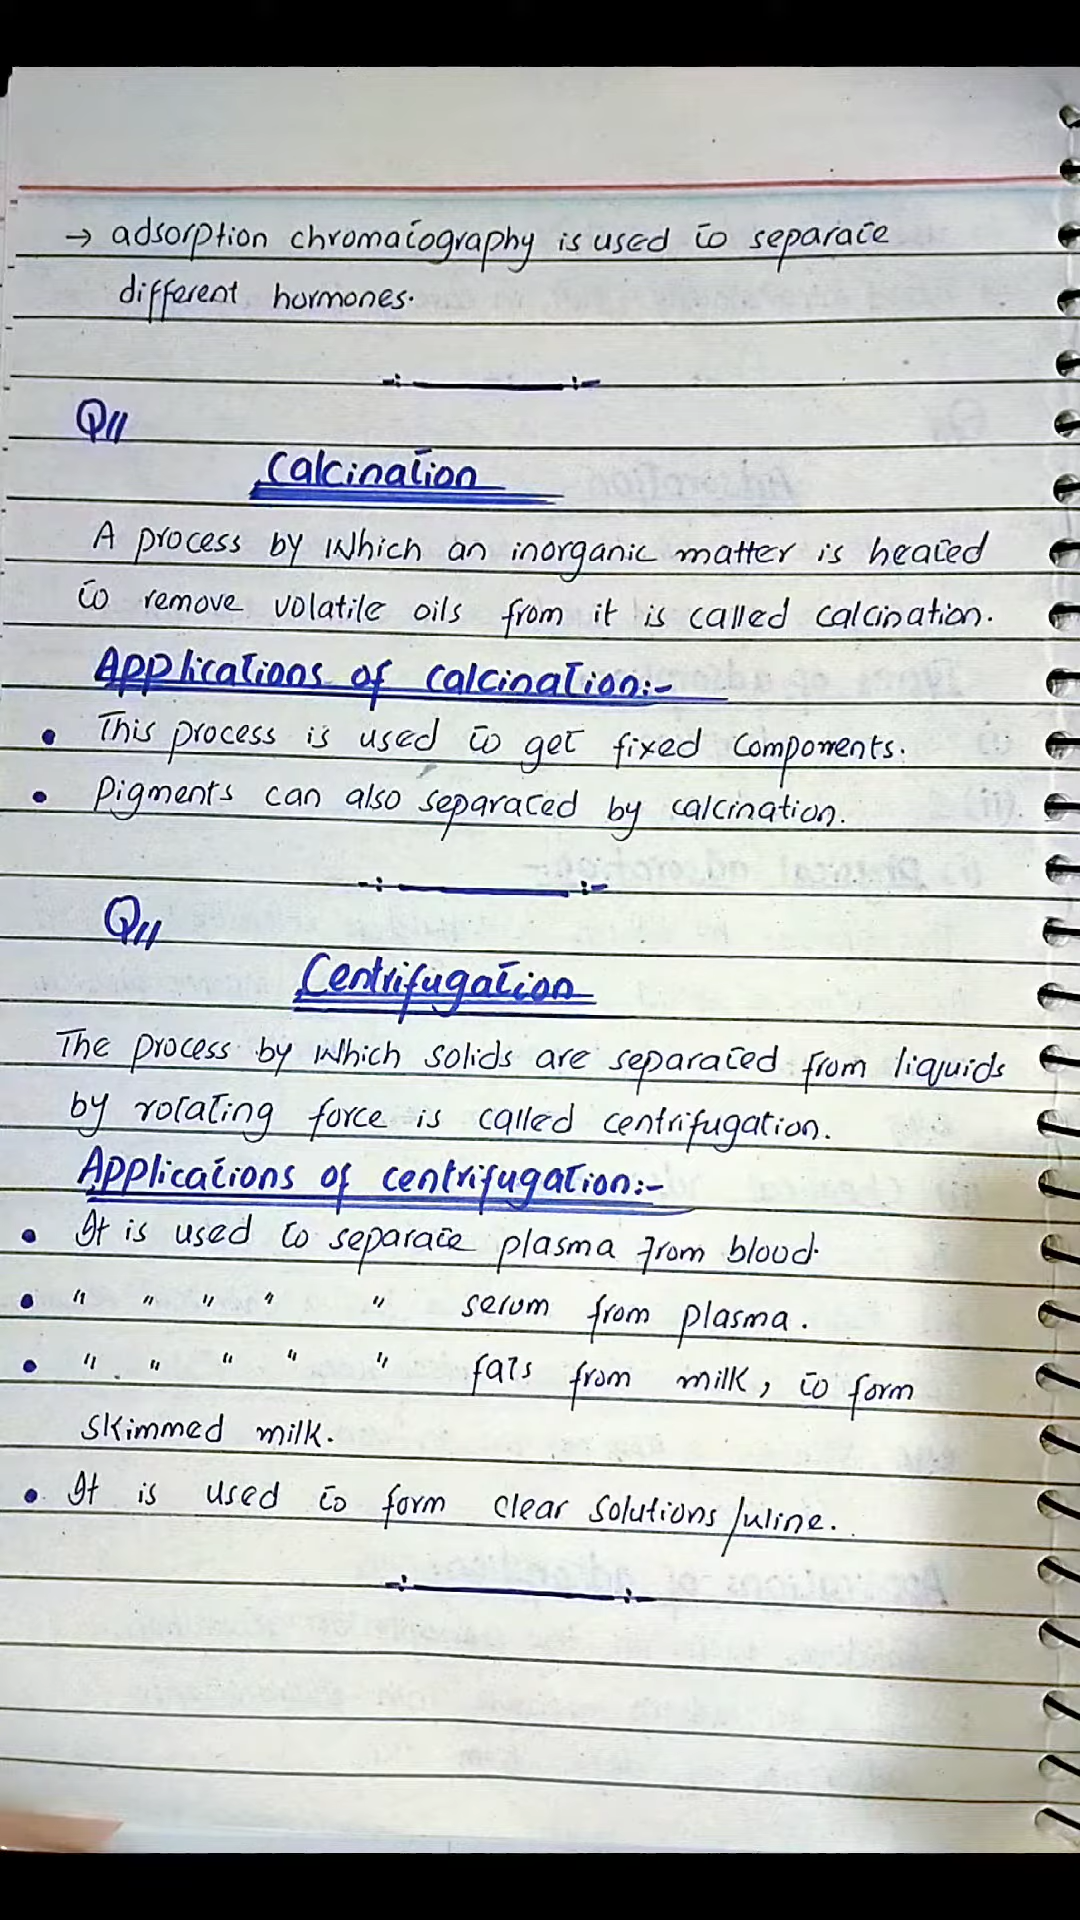 → adsorption chromatography is used to separate
different hormones.
Q//
Calcination
A process by which an inorganic matter is heated
to remove volatile oils from it is called calcination.
Applications of calcination:-
• This process is used to get fixed components.
• Pigments can also separated by calcination.
Q//
Centrifugation
The process by which solids are separated from liquids
by rotating force is called centrifugation.
Applications of centrifugation:-
• It is used to separate plasma from blood.
• " " " " " serum from plasma.
• " " " " " fats from milk, to form
skimmed milk.
• It is used to form clear solutions/uline.